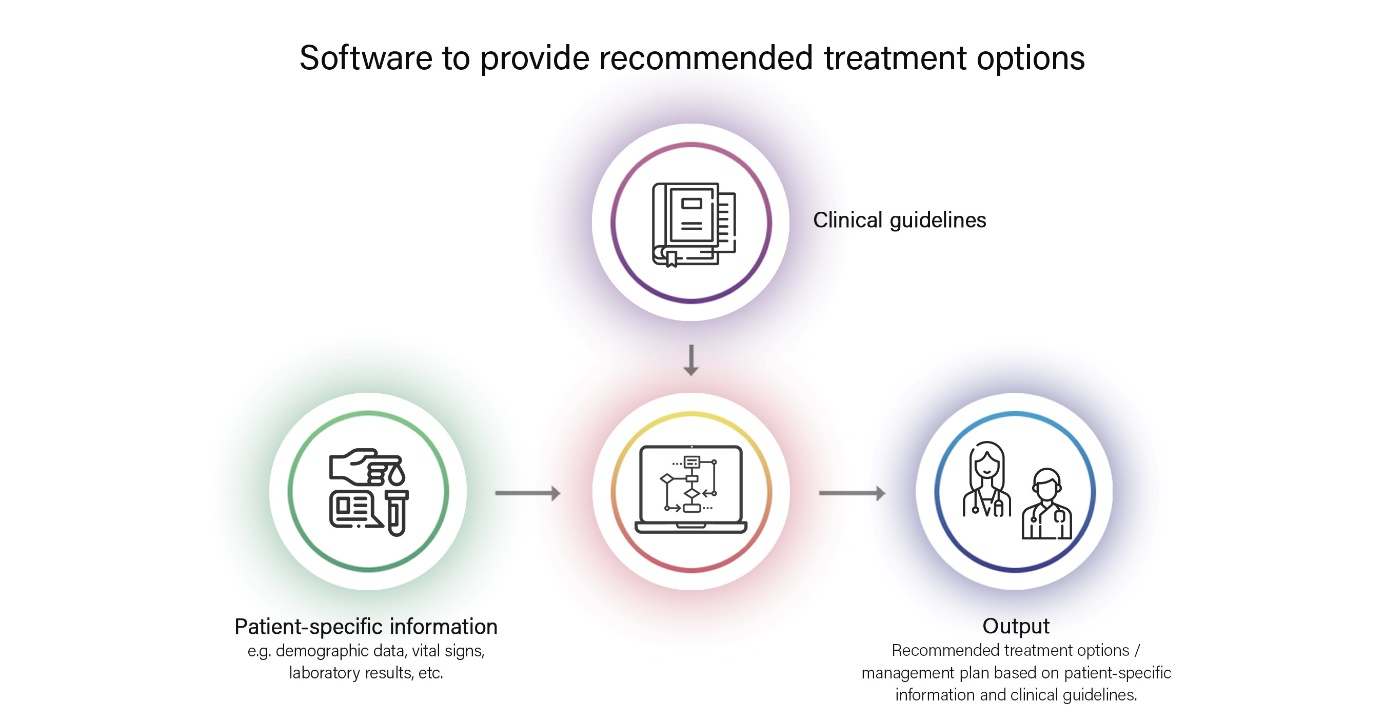 Software to provide recommended treatment options
Clinical guidelines
Patient-specific information
e.g. demographic data, vital signs,
laboratory results, etc.
Output
Recommended treatment options /
management plan based on patient-specific
information and clinical guidelines.